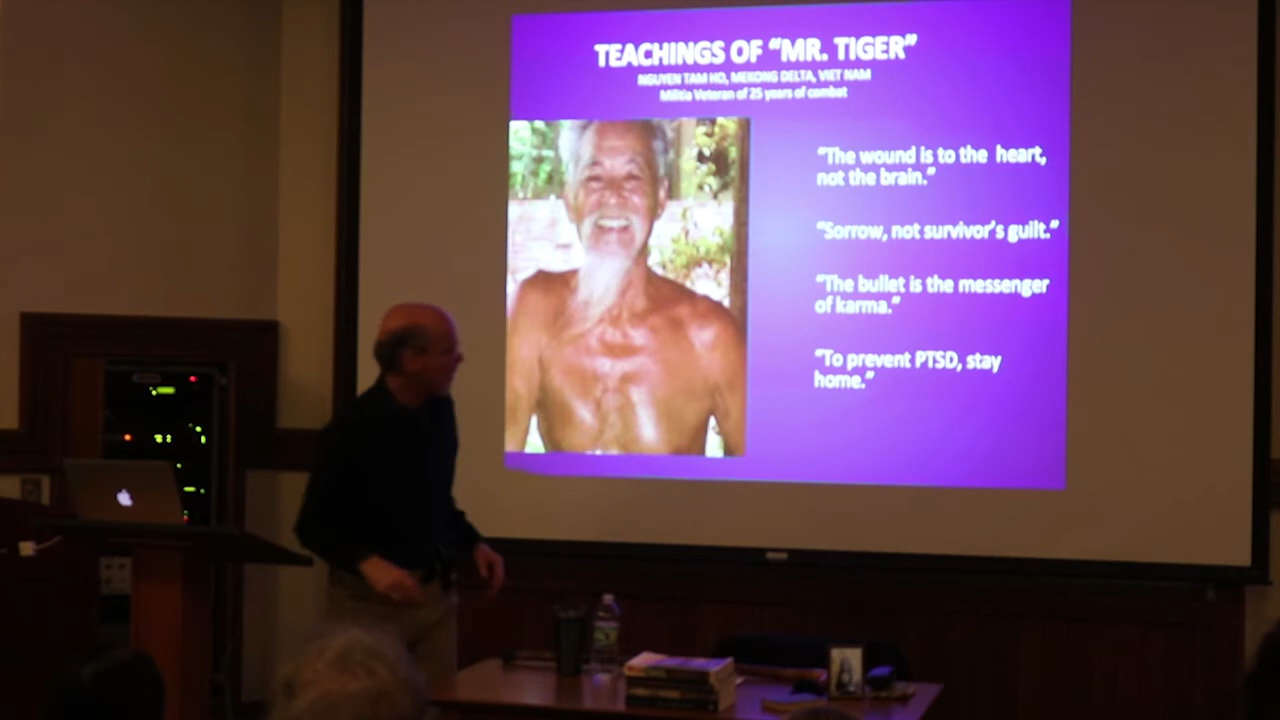 TEACHINGS OF “MR. TIGER”
NGUYEN TAM HO, MEKONG DELTA, VIET NAM
Militia Veteran of 25 years of combat
“The wound is to the heart,
not the brain.”
“Sorrow, not survivor’s guilt.”
“The bullet is the messenger
of karma.”
“To prevent PTSD, stay
home.”